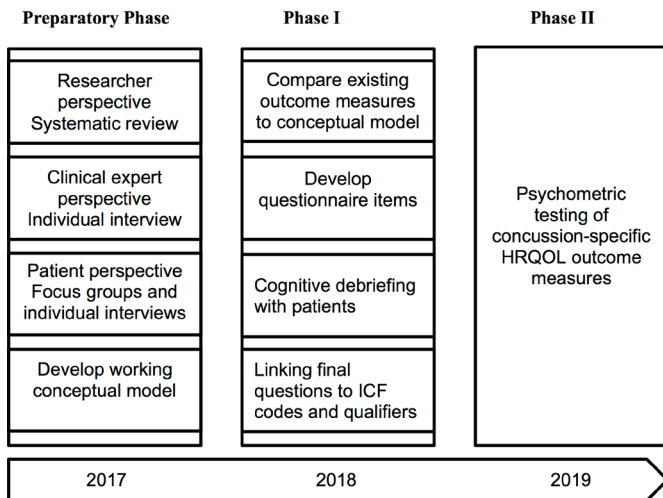 Preparatory Phase
Phase I
Phase II
Researcher
perspective
Systematic review
Clinical expert
perspective
Individual interview
Patient perspective
Focus groups and
individual interviews
Develop working
conceptual model
Compare existing
outcome measures
to conceptual model
Develop
questionnaire items
Cognitive debriefing
with patients
Linking final
questions to ICF
codes and qualifiers
Psychometric
testing of
concussion-specific
HRQOL outcome
measures
2017
2018
2019